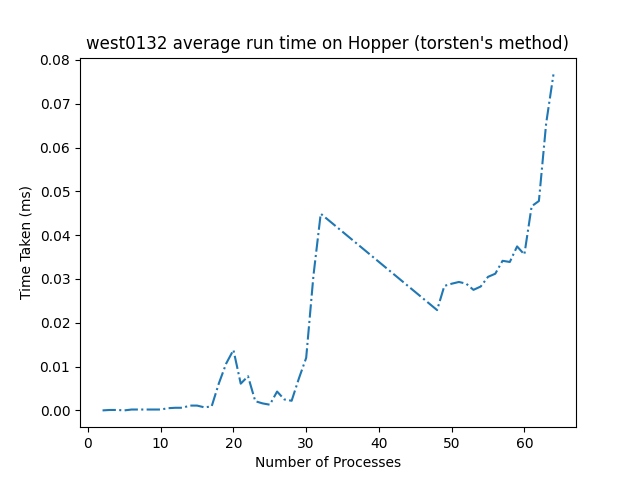 west0132 average run time on Hopper (torsten's method)
0.08
0.07
0.06
0.05
0.04
0.03
0.02
0.01
0.00
Time Taken (ms)
0 10 20 30 40 50 60
Number of Processes